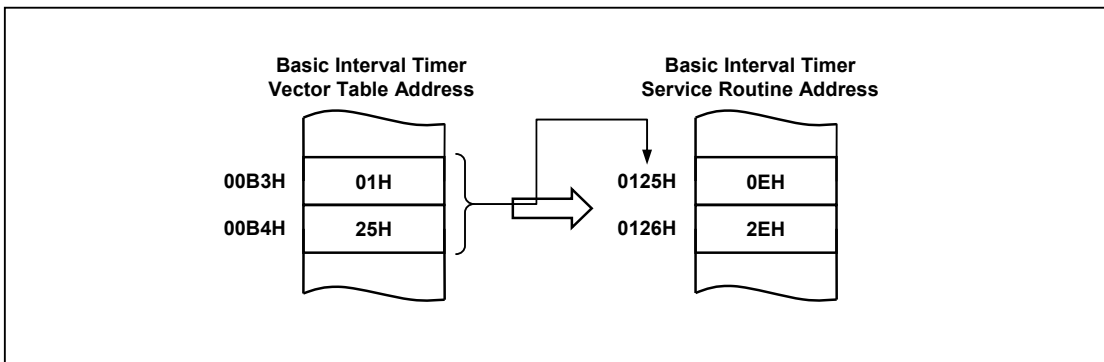 Basic Interval Timer
Vector Table Address
00B3H 01H
00B4H 25H
Basic Interval Timer
Service Routine Address
0125H 0EH
0126H 2EH